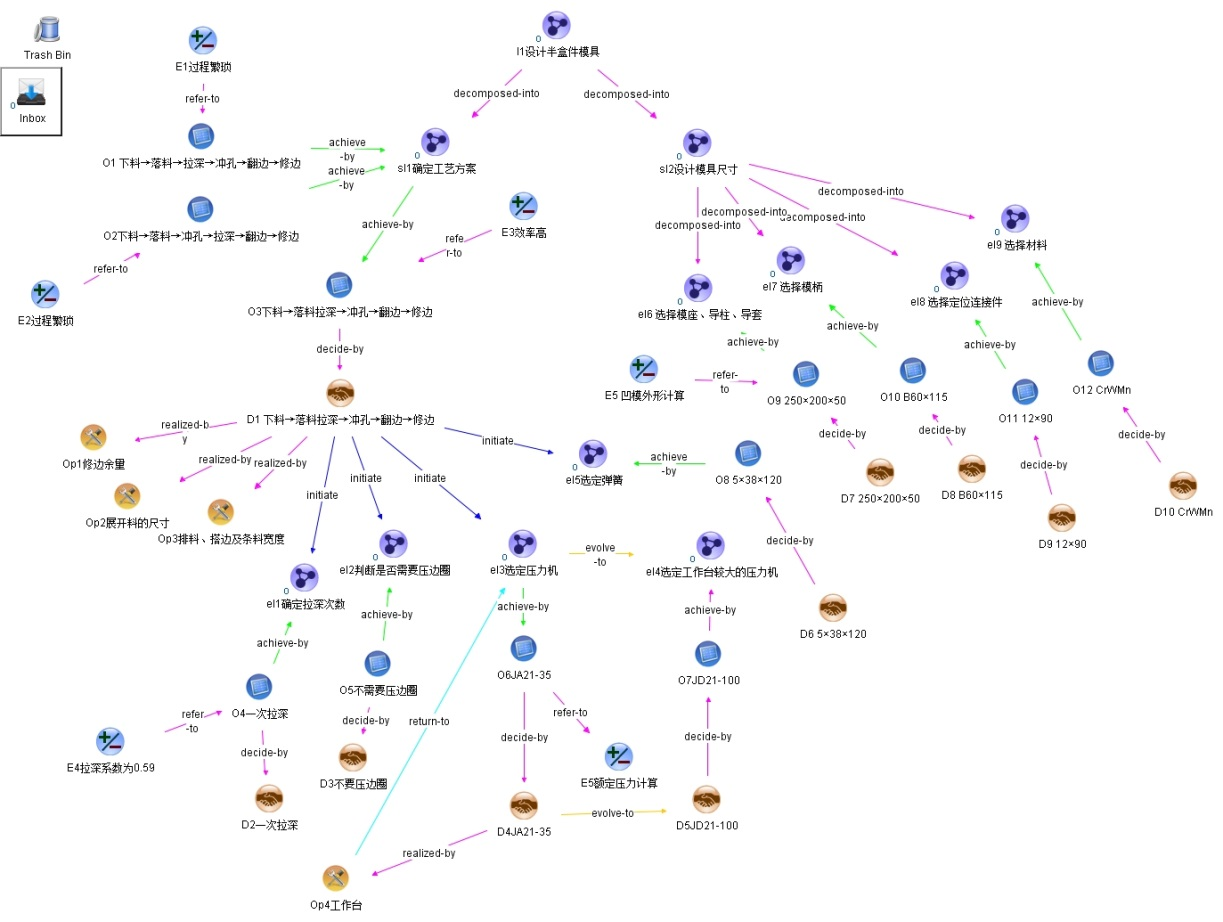 Trash Bin
0
Inbox
E1过程繁琐
refer-to
O1 下料→落料→拉深→冲孔→翻边→修边
achieve
-by
achieve
-by
O2下料→落料→冲孔→拉深→翻边→修边
refer-to
E2过程繁琐
0
I1设计半盒件模具
decomposed-into
decomposed-into
0
sI1确定工艺方案
0
sI2设计模具尺寸
achieve-by
E3效率高
refe
r-to
O3下料→落料拉深→冲孔→翻边→修边
decide-by
D1 下料→落料拉深→冲孔→翻边→修边
decomposed-into
decomposed-into
decomposed-into
decomposed-into
0
eI9 选择材料
0
eI7 选择模柄
0
eI8 选择定位连接件
0
eI6 选择模座、导柱、导套
achieve-by
achieve-by
achieve-by
achieve-by
E5 凹模外形计算
refer-
to
O9 250×200×50
O10 B60×115
O11 12×90
O12 CrWMn
decide-by
decide-by
decide-by
decide-by
D7 250×200×50
D8 B60×115
D9 12×90
D10 CrWMn
realized-b
y
realized-by
realized-by
Op1修边余量
Op2展开料的尺寸
Op3排料、搭边及条料宽度
initiate
initiate
initiate
initiate
0
eI5选定弹簧
achieve
-by
O8 5×38×120
decide-by
D6 5×38×120
0
eI1确定拉深次数
0
eI2判断是否需要压边圈
0
eI3选定压力机
evolve
-to
0
eI4选定工作台较大的压力机
achieve-by
achieve-by
achieve-by
achieve-by
O4一次拉深
O5不需要压边圈
O6JA21-35
O7JD21-100
refer
-to
E4拉深系数为0.59
decide-by
D2一次拉深
decide-by
D3不要压边圈
return-to
decide-by
refer-to
E5额定压力计算
decide-by
D4JA21-35
evolve-to
D5JD21-100
realized-by
Op4工作台